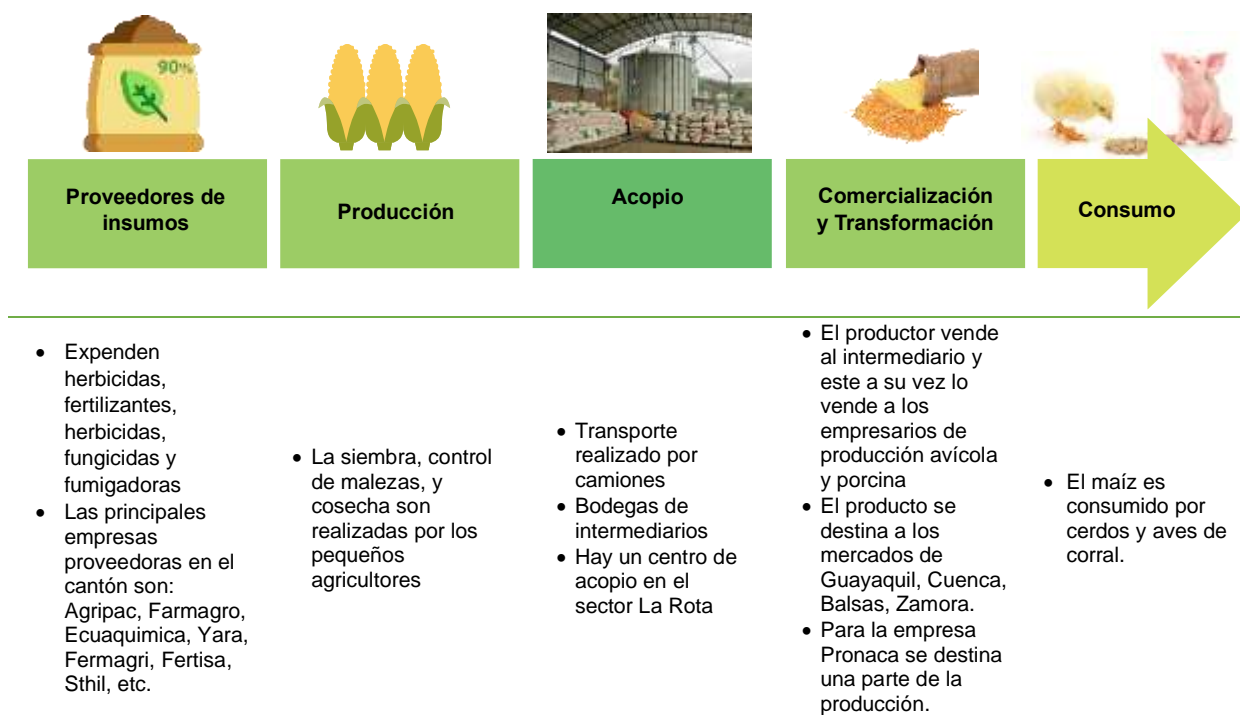 90%
Proveedores de
insumos
Producción
Acopio
Comercialización
y Transformación
Consumo
• Expenden
herbicidas,
fertilizantes,
herbicidas,
fungicidas y
fumigadoras
• Las principales
empresas
proveedoras en el
cantón son:
Agripac, Farmagro,
Ecuaquimica, Yara,
Fermagri, Fertisa,
Sthil, etc.
• La siembra, control
de malezas, y
cosecha son
realizadas por los
pequeños
agricultores
• Transporte
realizado por
camiones
• Bodegas de
intermediarios
• Hay un centro de
acopio en el
sector La Rota
• El productor vende
al intermediario y
este a su vez lo
vende a los
empresarios de
producción avícola
y porcina
• El producto se
destina a los
mercados de
Guayaquil, Cuenca,
Balsas, Zamora.
• Para la empresa
Pronaca se destina
una parte de la
producción.
• El maíz es
consumido por
cerdos y aves de
corral.